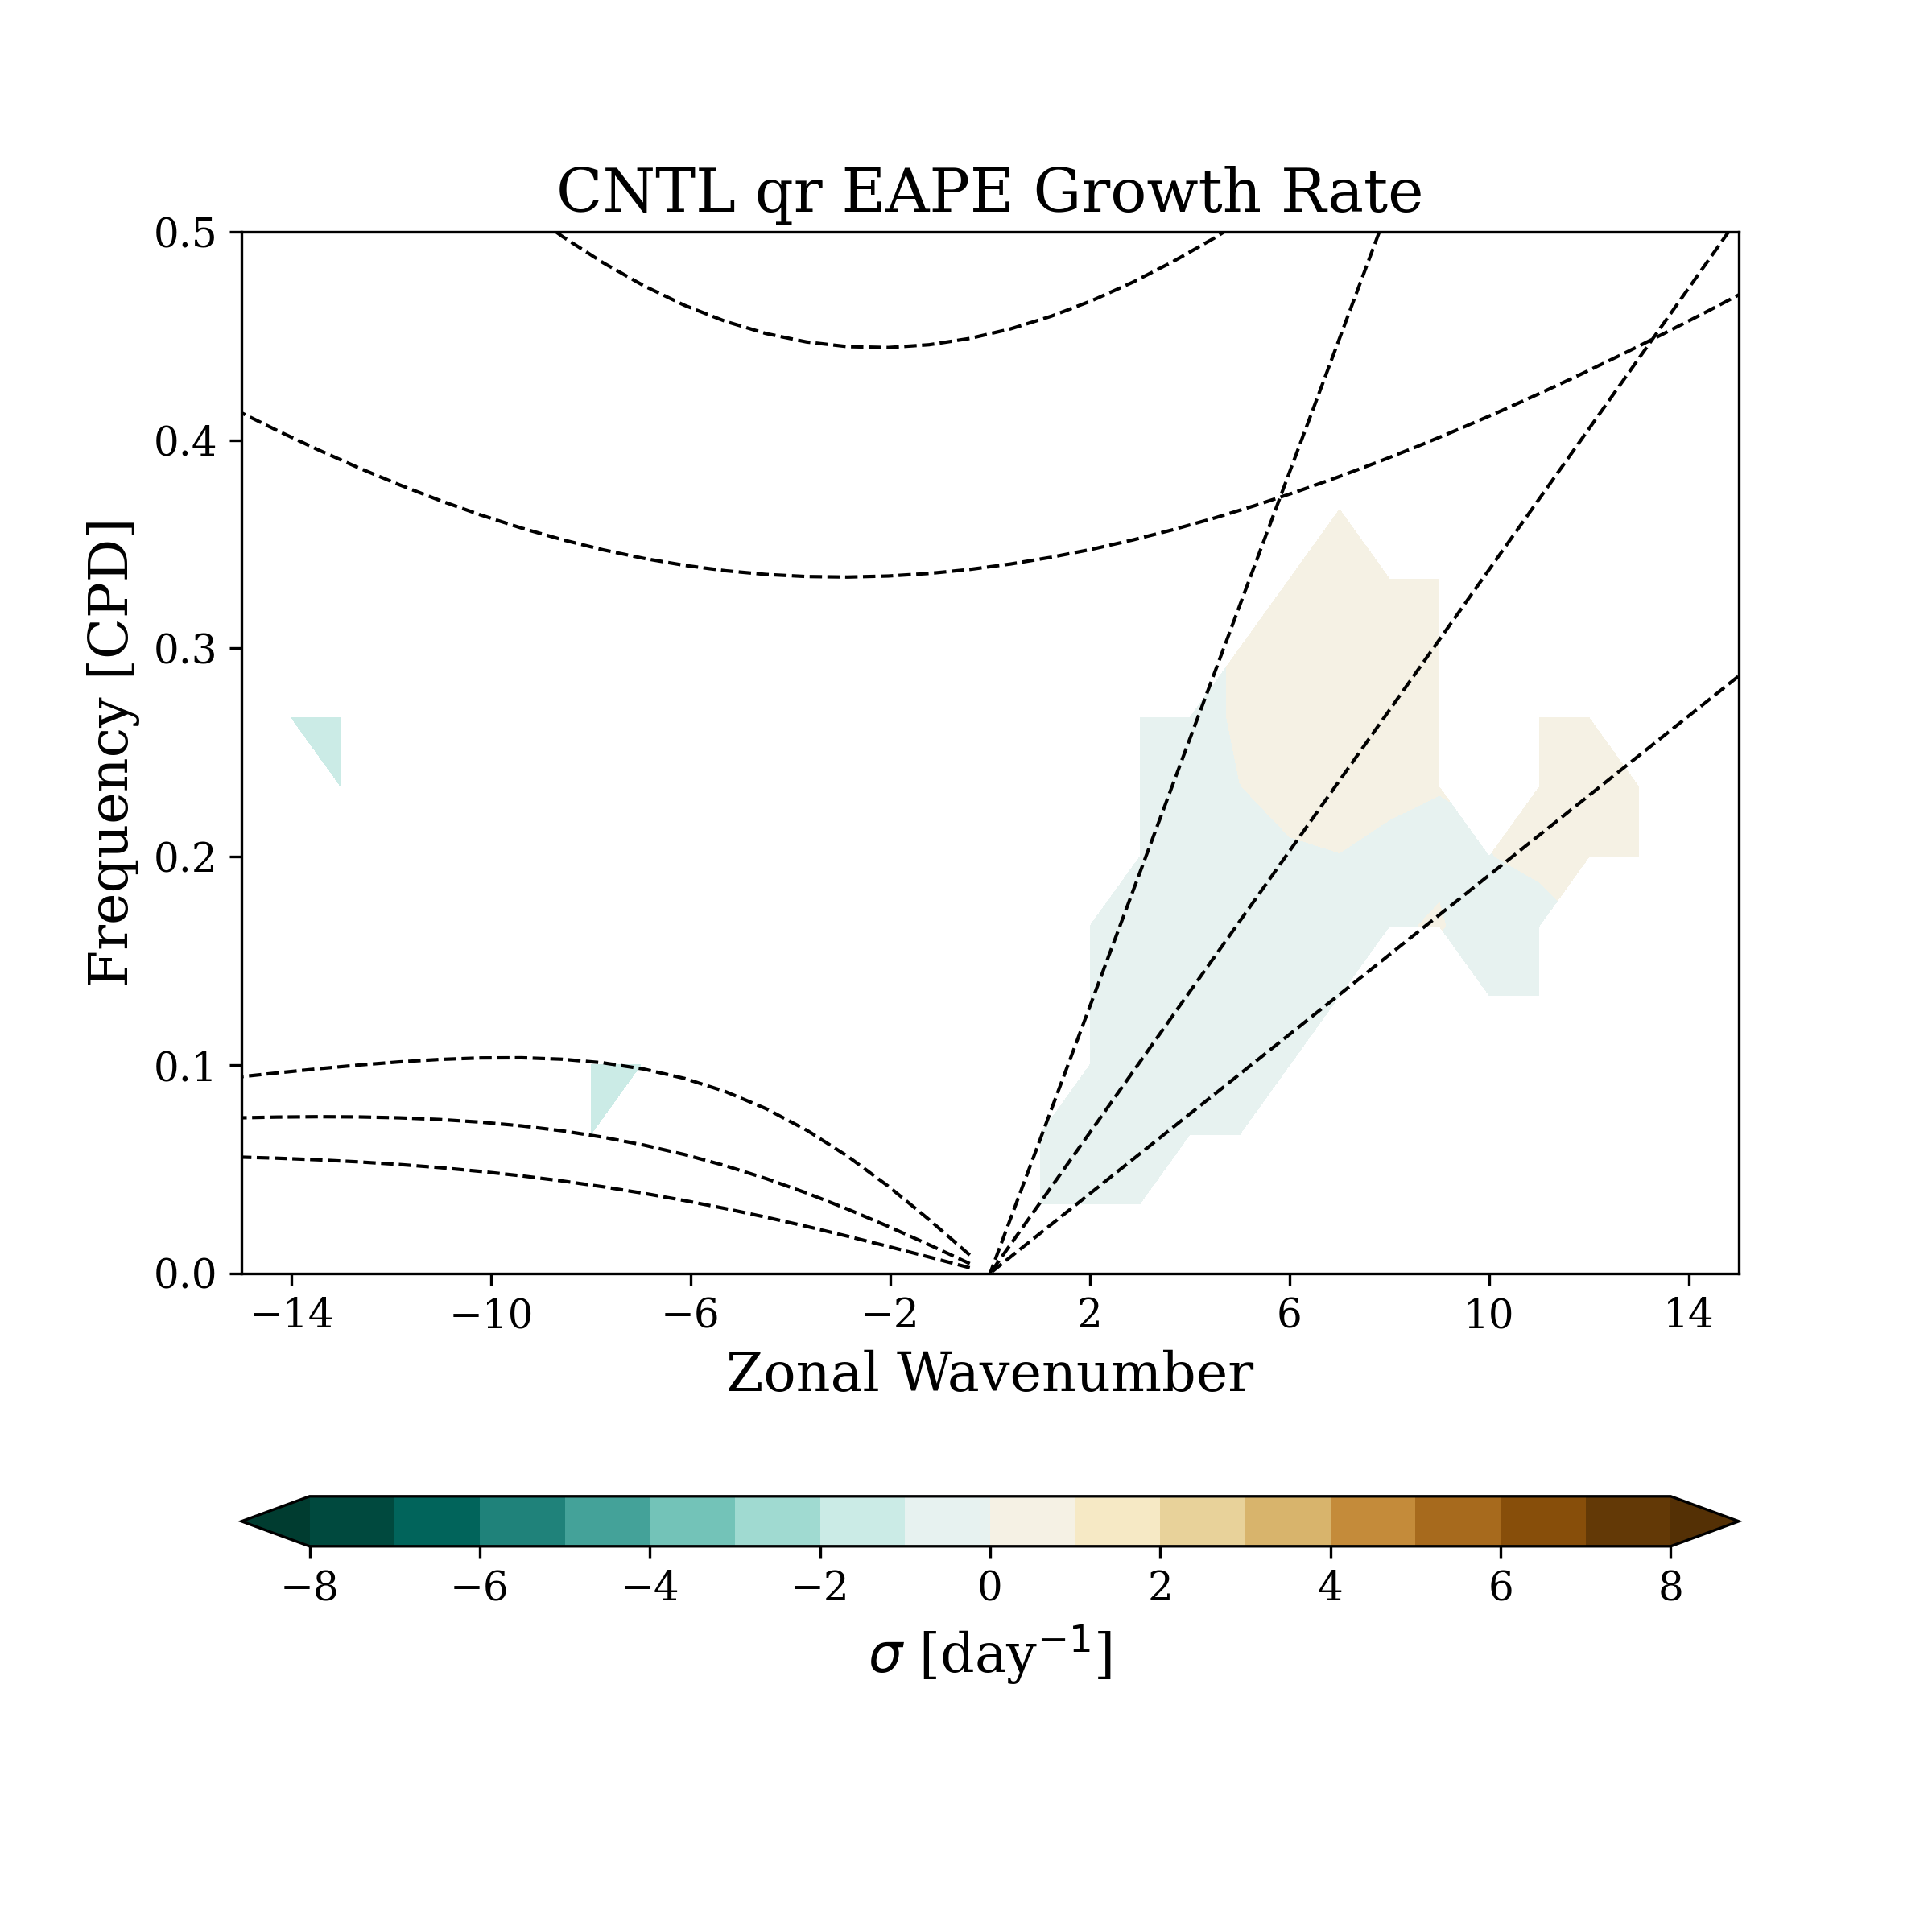 CNTL qr EAPE Growth Rate
0.5
0.4
0.3
0.2
0.1
0.0
Frequency [CPD]
−14 −10 −6 −2 2 6 10 14
Zonal Wavenumber
−8 −6 −4 −2 0 2 4 6 8
σ [day⁻¹]